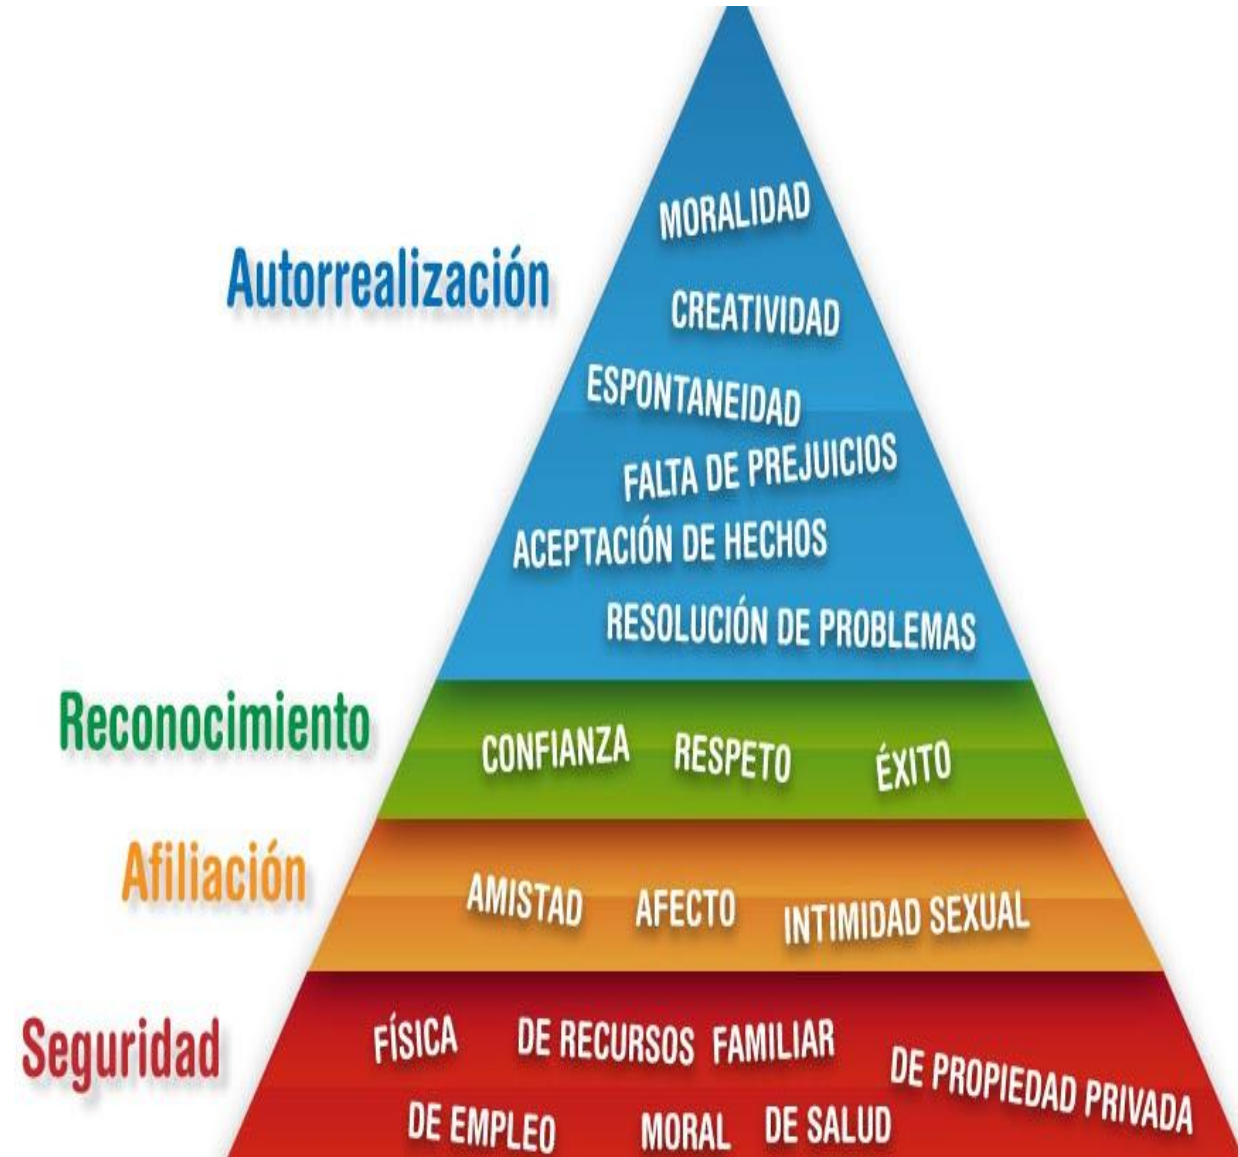 MORALIDAD
Autorrealización
CREATIVIDAD
ESPONTANEIDAD
FALTA DE PREJUICIOS
ACEPTACIÓN DE HECHOS
RESOLUCIÓN DE PROBLEMAS
Reconocimiento
CONFIANZA RESPETO ÉXITO
Afiliación
AMISTAD AFECTO INTIMIDAD SEXUAL
Seguridad
FÍSICA DE RECURSOS FAMILIAR DE PROPIEDAD PRIVADA
DE EMPLEO MORAL DE SALUD